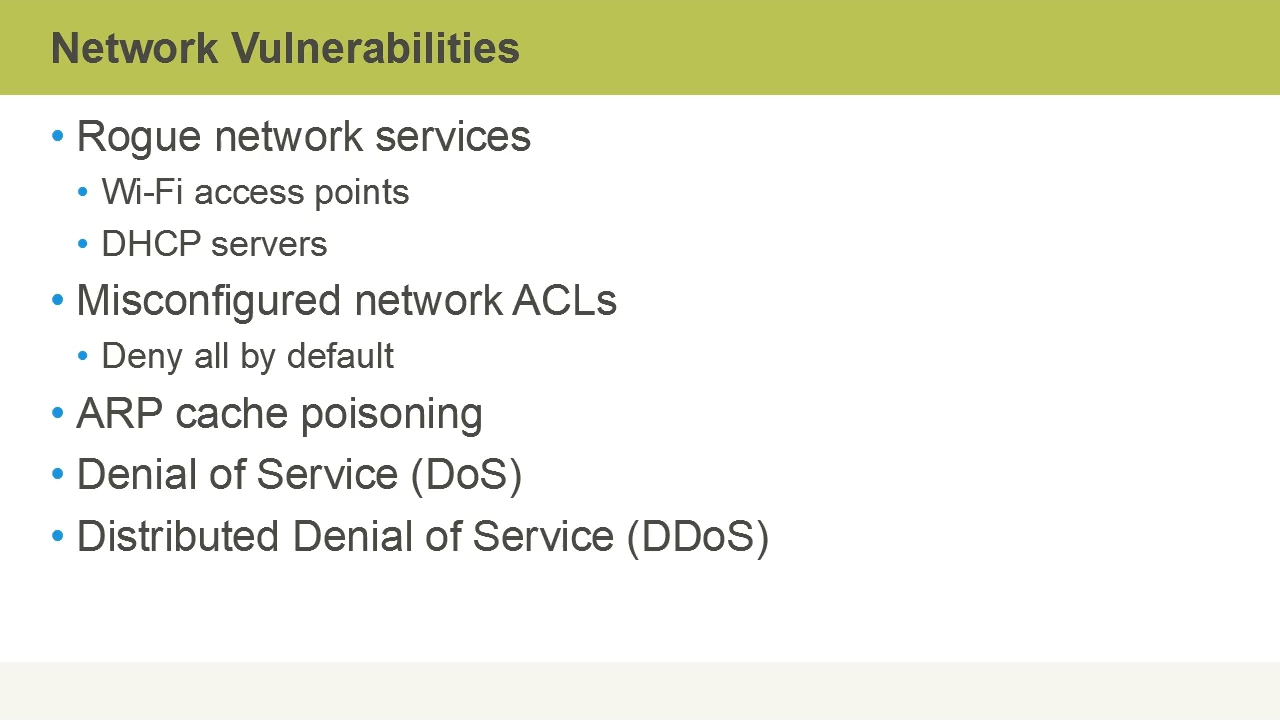 Network Vulnerabilities
• Rogue network services
• Wi-Fi access points
• DHCP servers
• Misconfigured network ACLs
• Deny all by default
• ARP cache poisoning
• Denial of Service (DoS)
• Distributed Denial of Service (DDoS)